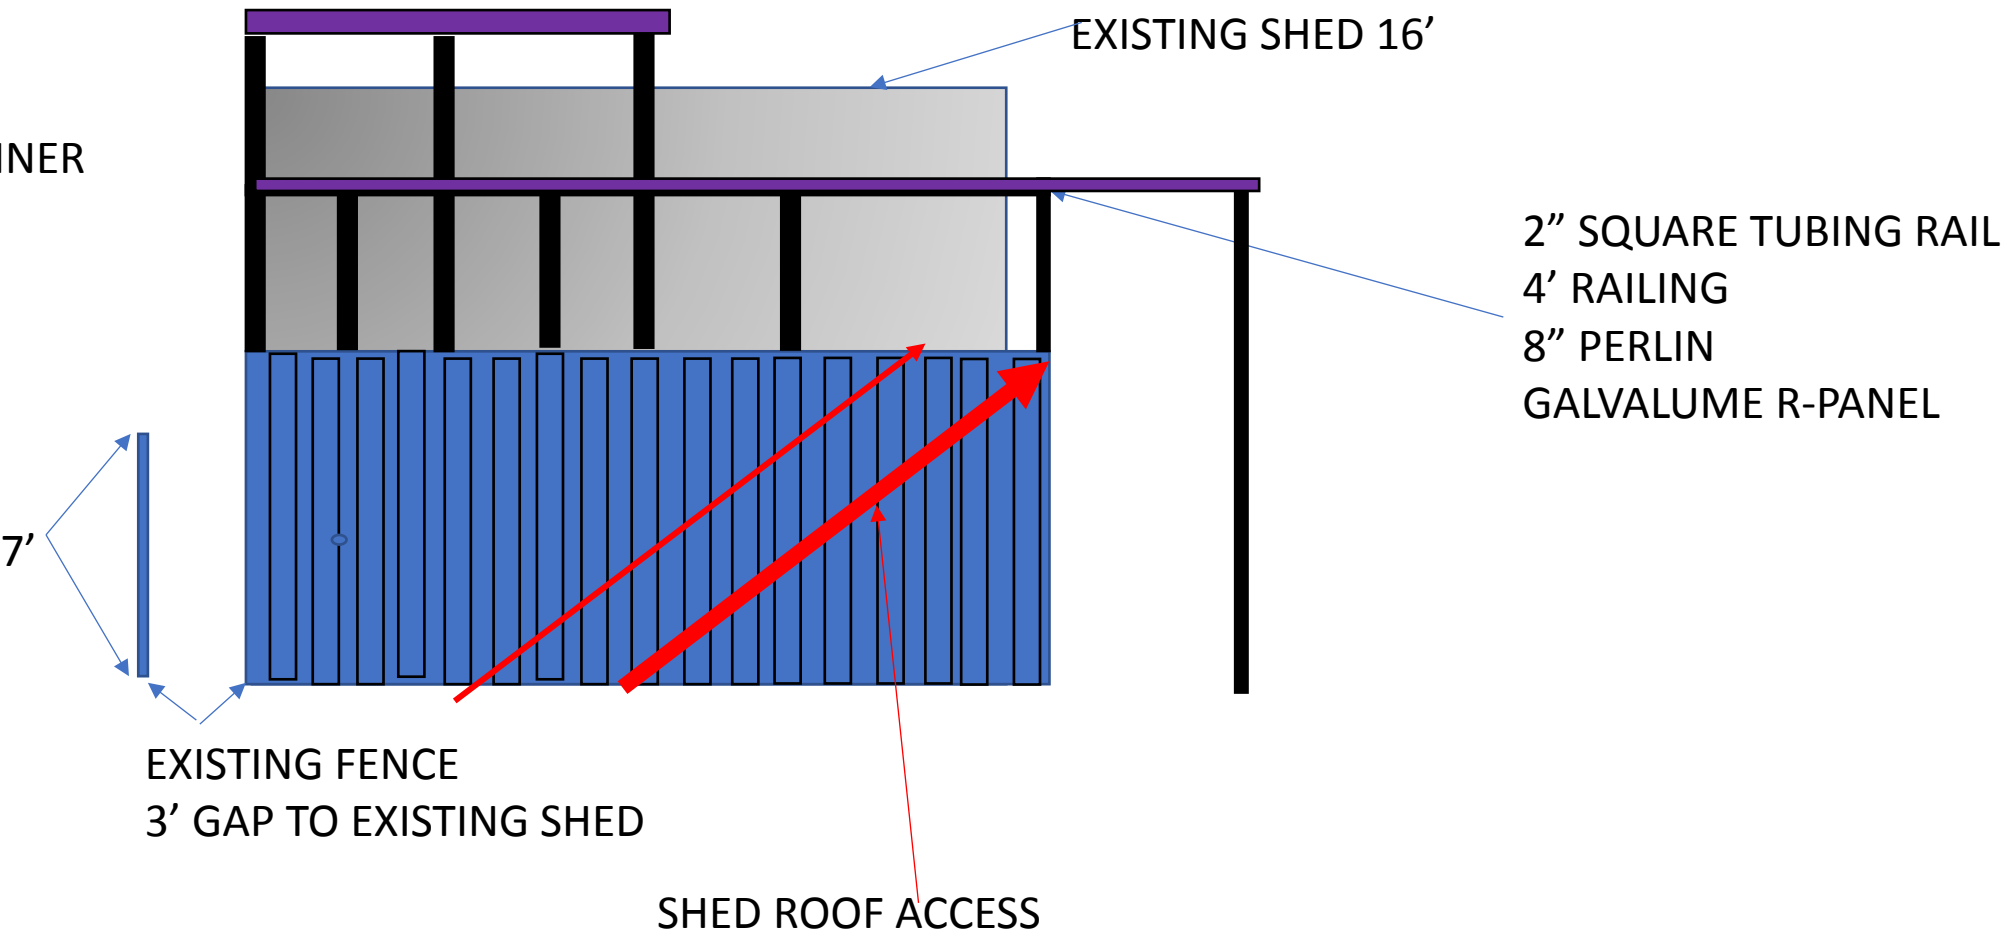 EXISTING SHED 16’
2” SQUARE TUBING RAIL
4’ RAILING
8” PERLIN
GALVALUME R-PANEL
7’
EXISTING FENCE
3’ GAP TO EXISTING SHED
SHED ROOF ACCESS